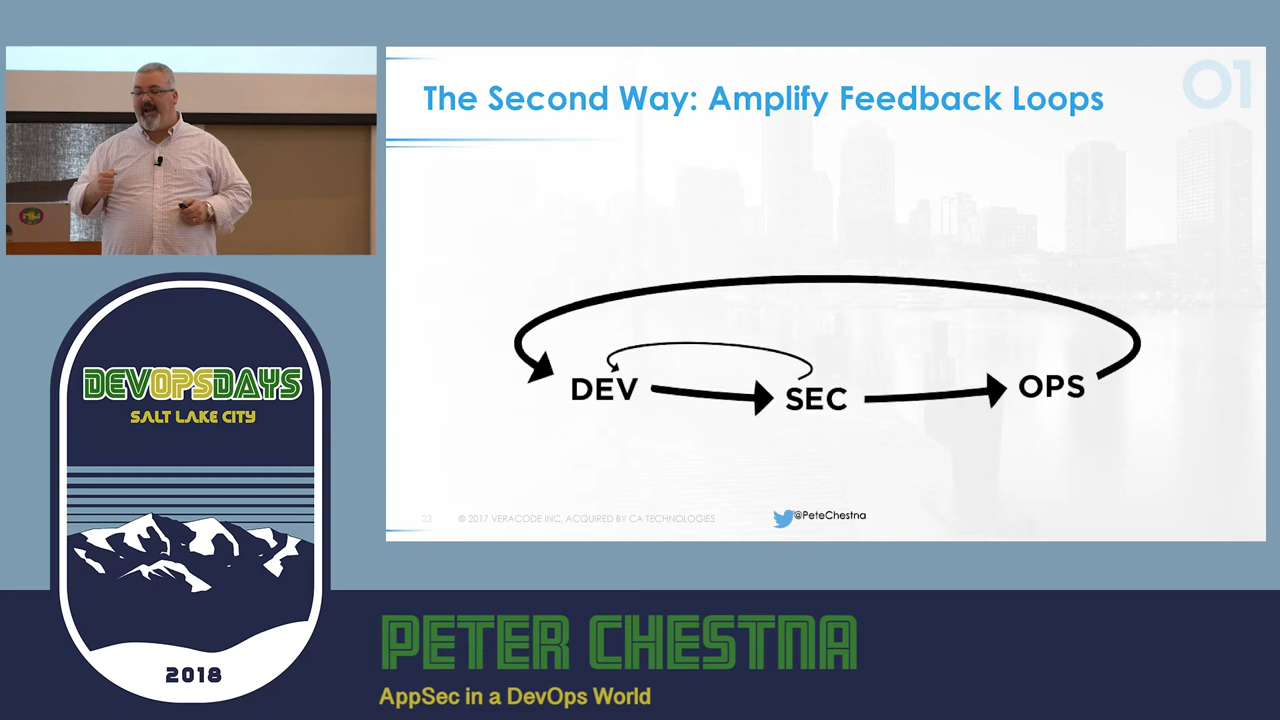 The Second Way: Amplify Feedback Loops
01
DEV
SEC
OPS
23
© 2017 VERACODE INC. ACQUIRED BY CA TECHNOLOGIES
@PeteChestna
DEVOPSDAYS
SALT LAKE CITY
2018
PETER CHESTNA
AppSec in a DevOps World